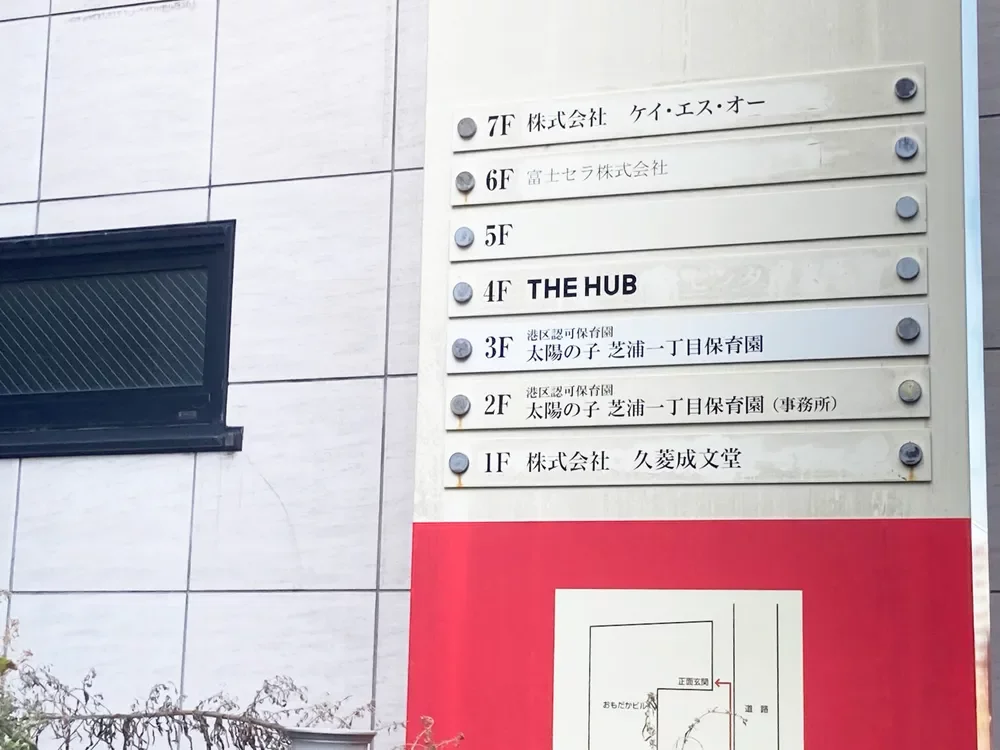 7F 株式会社 ケイ・エス・オー
6F 富士セラ株式会社
5F
4F THE HUB
3F 港区認可保育園
太陽の子 芝浦一丁目保育園
2F 港区認可保育園
太陽の子 芝浦一丁目保育園（事務所）
1F 株式会社 久菱成文堂
正面玄関
おもだかビル
道路